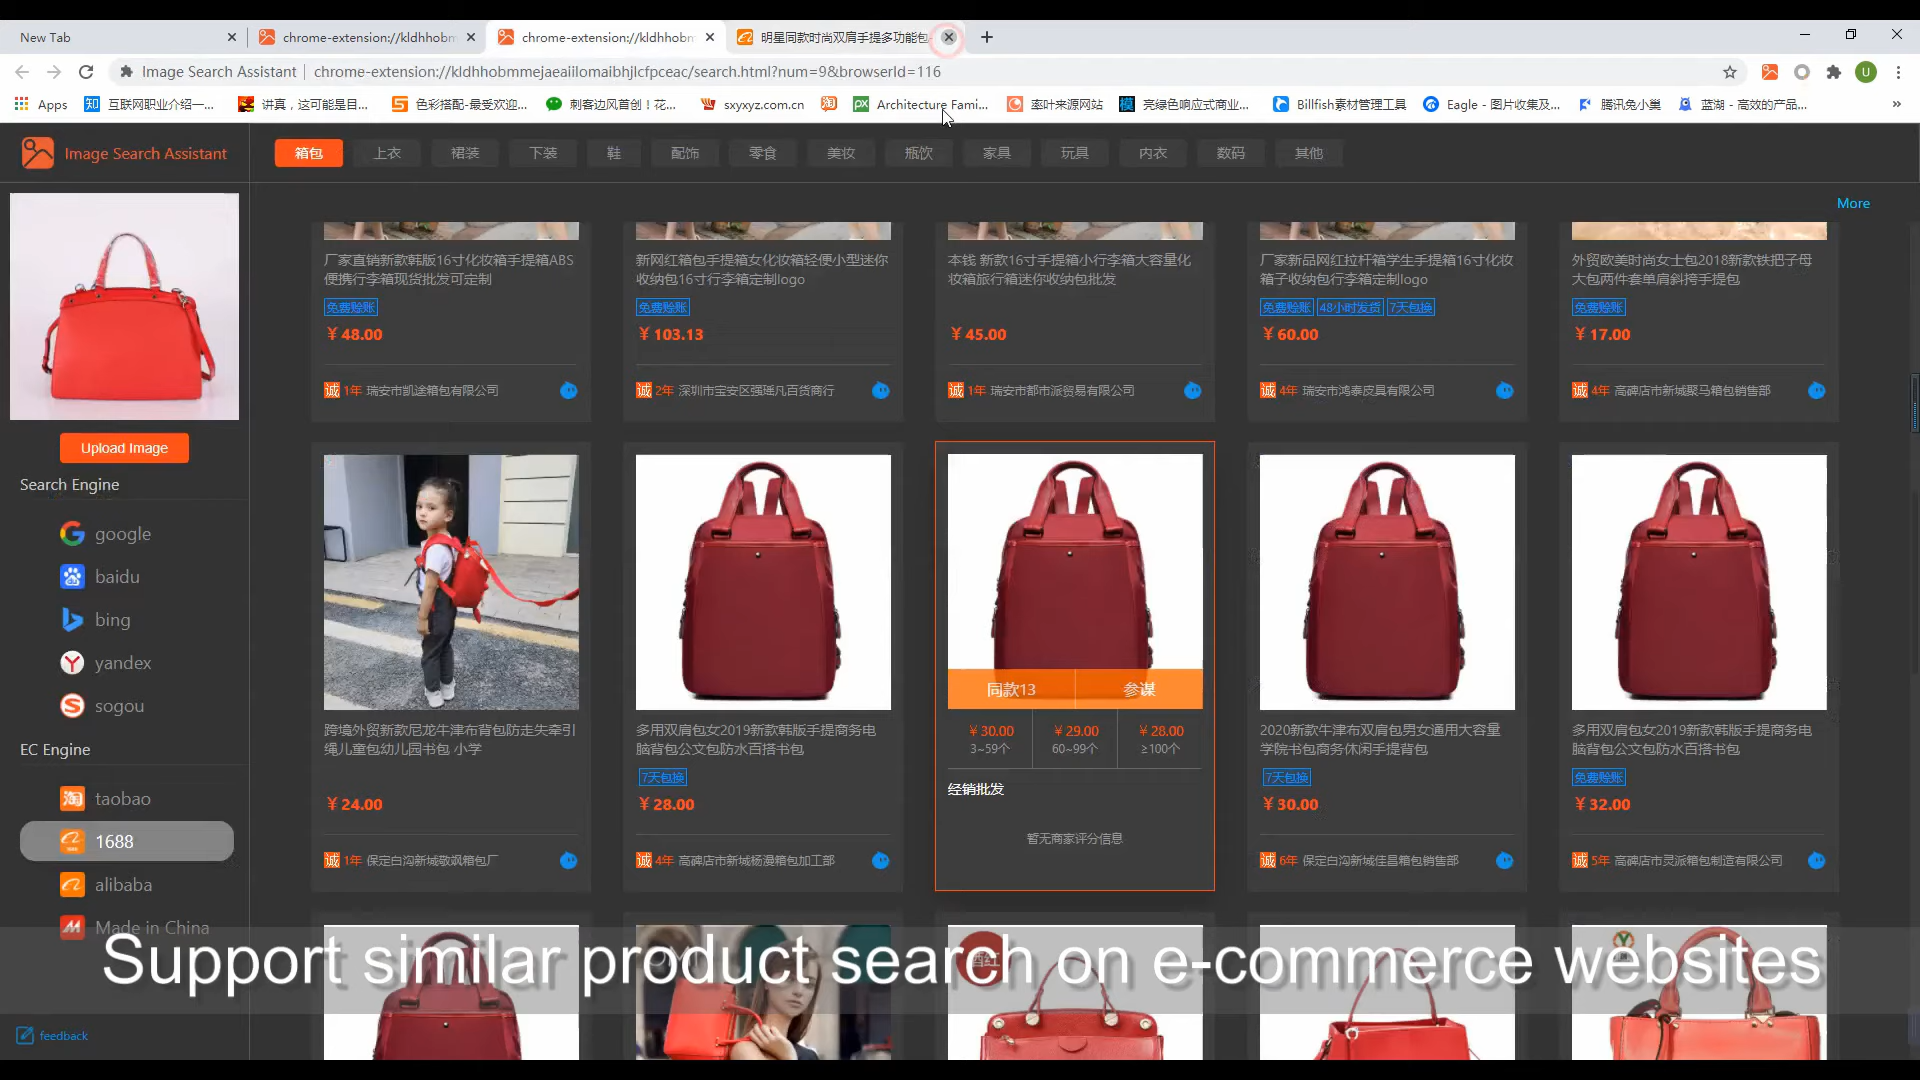 New Tab
chrome-extension://kldhhobm
chrome-extension://kldhhobm
明星同款时尚双肩手提多功能包
Image Search Assistant
chrome-extension://kldhhobmmejaeaiilomaibhjlcfpceac/search.html?num=9&browserId=116
U
Apps
知 互联网职业介绍一...
讲真，这可能是目...
色彩搭配-最受欢迎...
刺客边风首创！花...
sxyxyz.com.cn
淘
PX Architecture Fami...
率叶来源网站
模 亮绿色响应式商业...
Billfish素材管理工具
Eagle - 图片收集及...
腾讯兔小巢
蓝湖 - 高效的产品...
Image Search Assistant
箱包 上衣 裙装 下装 鞋 配饰 零食 美妆 瓶饮 家具 玩具 内衣 数码 其他
More
Upload Image
Search Engine
google
baidu
bing
yandex
sogou
EC Engine
taobao
1688
alibaba
Made in China
feedback
厂家直销新款韩版16寸化妆箱手提箱ABS
便携行李箱现货批发可定制
免费赊账
￥48.00
诚 1年 瑞安市凯途箱包有限公司
新网红箱包手提箱女化妆箱轻便小型迷你
收纳包16寸行李箱定制logo
免费赊账
￥103.13
诚 2年 深圳市宝安区强瑶凡百货商行
本钱 新款16寸手提箱小行李箱大容量化
妆箱旅行箱迷你收纳包批发
￥45.00
诚 1年 瑞安市都市派贸易有限公司
厂家新品网红拉杆箱学生手提箱16寸化妆
箱子收纳包行李箱定制logo
免费赊账 48小时发货 7天包换
￥60.00
诚 4年 瑞安市鸿泰皮具有限公司
外贸欧美时尚女士包2018新款铁把子母
大包两件套单肩斜挎手提包
免费赊账
￥17.00
诚 4年 高碑店市新城聚马箱包销售部
跨境外贸新款尼龙牛津布背包防走失牵引
绳儿童包幼儿园书包 小学
￥24.00
诚 1年 保定白沟新城敬飒箱包厂
多用双肩包女2019新款韩版手提商务电
脑背包公文包防水百搭书包
7天包换
￥28.00
诚 4年 高碑店市新城杨漫箱包加工部
同款13 参谋
￥30.00 ￥29.00 ￥28.00
3~59个 60~99个 ≥100个
经销批发
暂无商家评分信息
2020新款牛津布双肩包男女通用大容量
学院书包商务休闲手提背包
7天包换
￥30.00
诚 6年 保定白沟新城佳昌箱包销售部
多用双肩包女2019新款韩版手提商务电
脑背包公文包防水百搭书包
免费赊账
￥32.00
诚 5年 高碑店市灵派箱包制造有限公司
Support similar product search on e-commerce websites